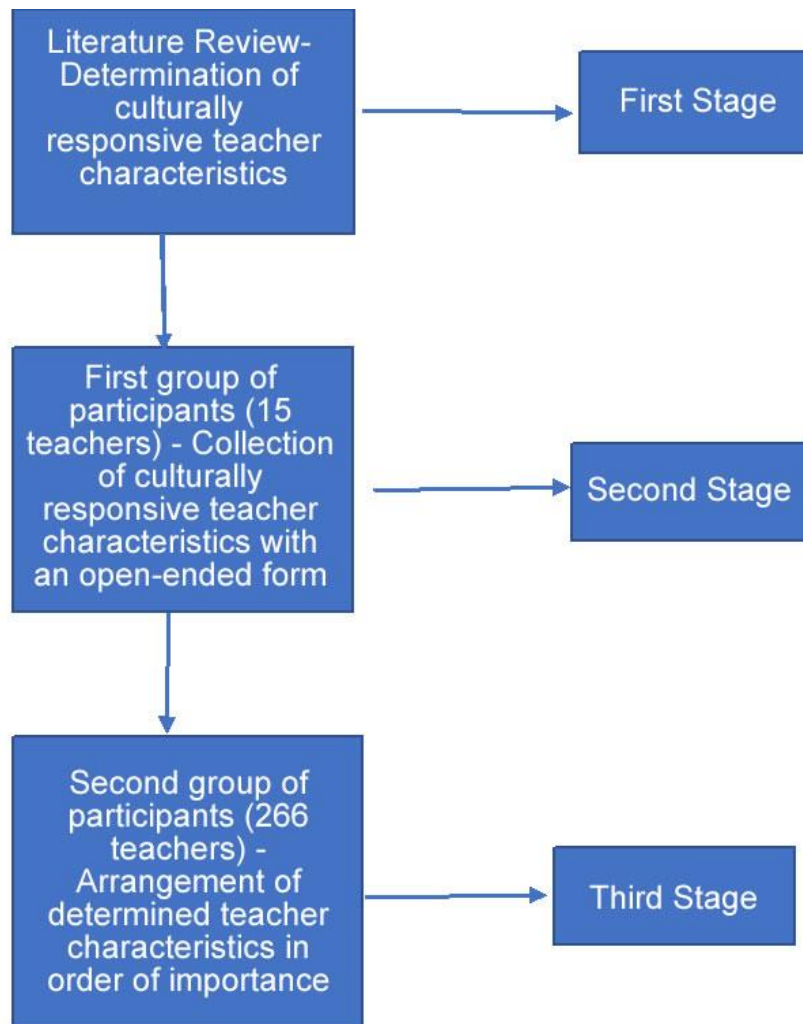 Literature Review-
Determination of
culturally
responsive teacher
characteristics
First Stage
First group of
participants (15
teachers) - Collection
of culturally
responsive teacher
characteristics with
an open-ended form
Second Stage
Second group of
participants (266
teachers) -
Arrangement of
determined teacher
characteristics in
order of importance
Third Stage